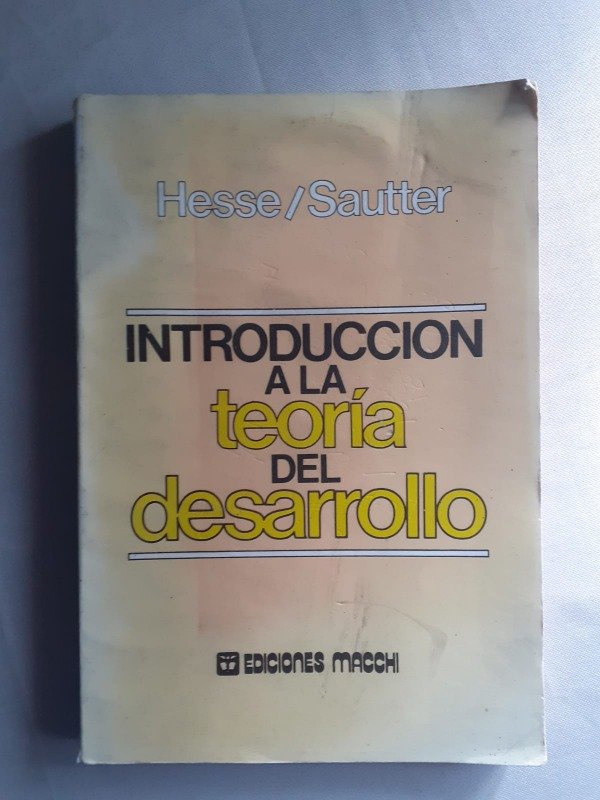 Hesse/Sautter
INTRODUCCION
A LA
teoría
DEL
desarrollo
EDICIONES MACCHI